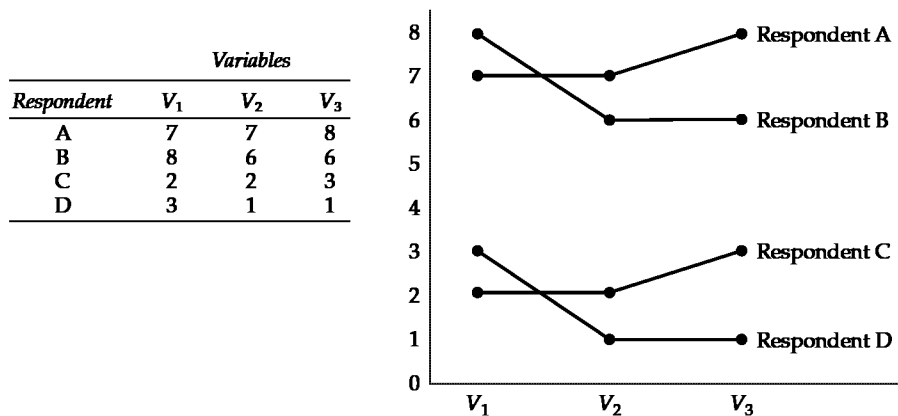 Variables
Respondent V1 V2 V3
A 7 7 8
B 8 6 6
C 2 2 3
D 3 1 1
8
7
6
5
4
3
2
1
0
Respondent A
Respondent B
Respondent C
Respondent D
V1 V2 V3